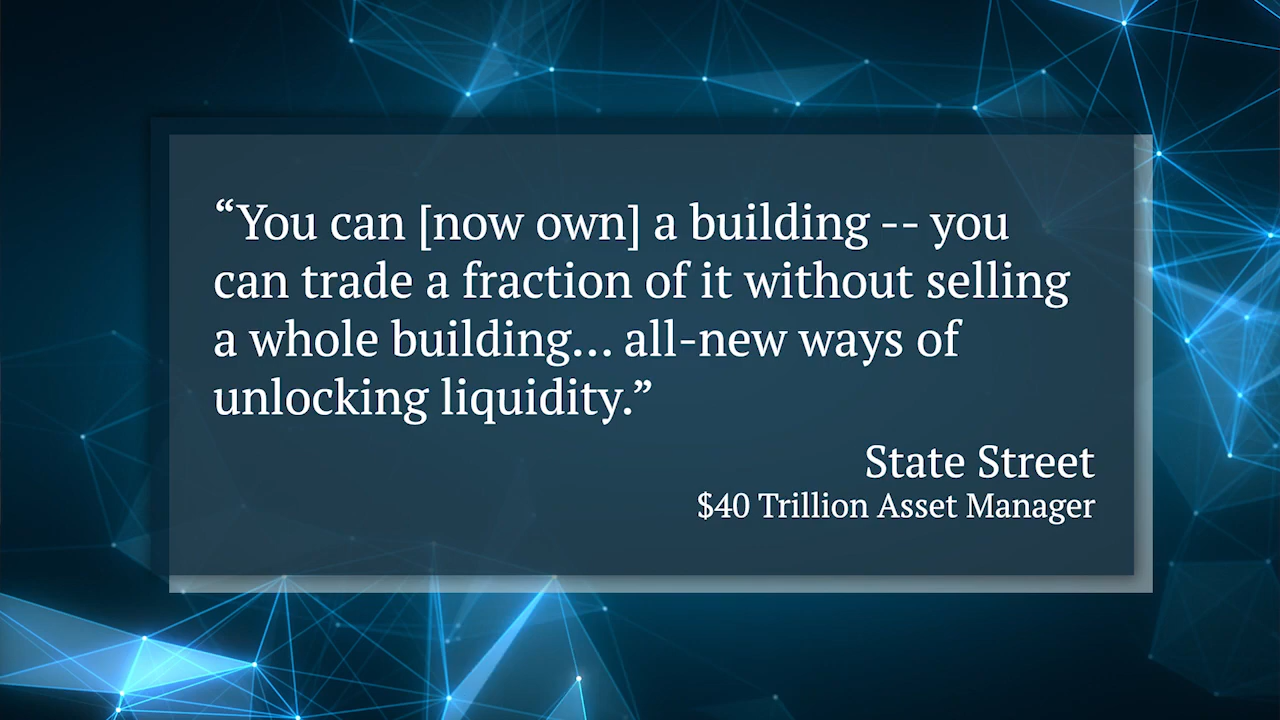 “You can [now own] a building -- you
can trade a fraction of it without selling
a whole building... all-new ways of
unlocking liquidity.”
State Street
$40 Trillion Asset Manager